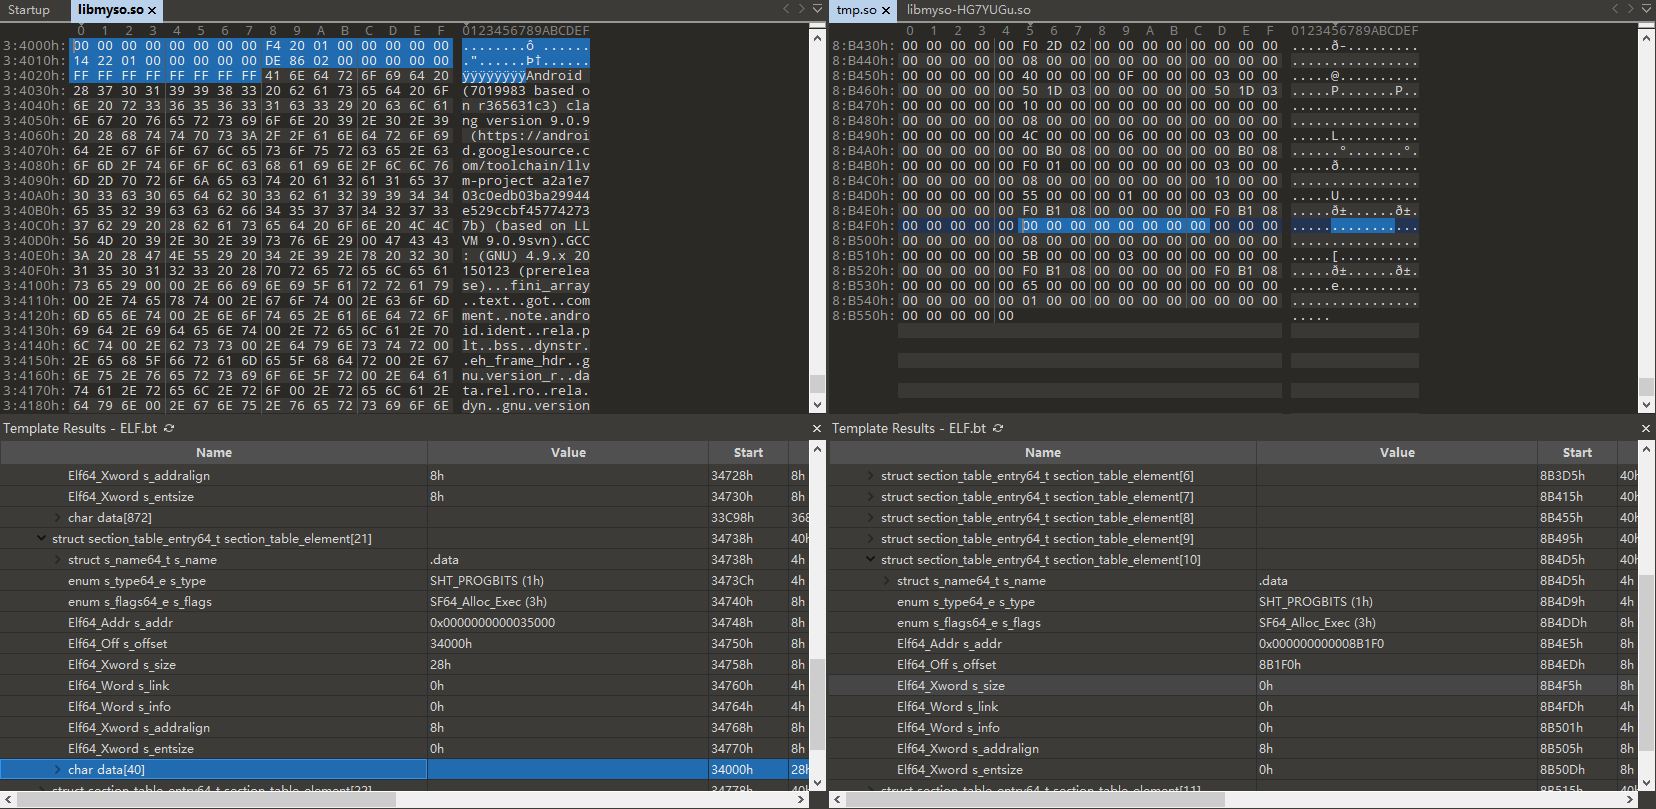 Startup libmyso.so × tmp.so × libmyso-HG7YUGu.so
0 1 2 3 4 5 6 7 8 9 A B C D E F 0123456789ABCDEF
3:4000h: 00 00 00 00 00 00 00 00 F4 20 01 00 00 00 00 00 ........ô ......
3:4010h: 14 22 01 00 00 00 00 00 DE 86 02 00 00 00 00 00 ."......Þ†......
3:4020h: FF FF FF FF FF FF FF FF 41 6E 64 72 6F 69 64 20 ÿÿÿÿÿÿÿÿAndroid
3:4030h: 28 37 30 31 39 39 38 33 20 62 61 73 65 64 20 6F (7019983 based o
3:4040h: 6E 20 72 33 36 35 36 33 31 63 33 29 20 63 6C 61 n r365631c3) cla
3:4050h: 6E 67 20 76 65 72 73 69 6F 6E 20 39 2E 30 2E 39 ng version 9.0.9
3:4060h: 20 28 68 74 74 70 73 3A 2F 2F 61 6E 64 72 6F 69 (https://androi
3:4070h: 64 2E 67 6F 6F 67 6C 65 73 6F 75 72 63 65 2E 63 d.googlesource.c
3:4080h: 6F 6D 2F 74 6F 6F 6C 63 68 61 69 6E 2F 6C 6C 76 om/toolchain/llv
3:4090h: 6D 2D 70 72 6F 6A 65 63 74 20 61 32 61 31 65 37 m-project a2a1e7
3:40A0h: 30 33 63 30 65 64 62 30 33 62 61 32 39 39 34 34 03c0edb03ba29944
3:40B0h: 65 35 32 39 63 63 62 66 34 35 37 37 34 32 37 33 e529ccbf45774273
3:40C0h: 37 62 29 20 28 62 61 73 65 64 20 6F 6E 20 4C 4C 7b) (based on LL
3:40D0h: 56 4D 20 39 2E 30 2E 39 73 76 6E 29 00 47 43 43 VM 9.0.9svn).GCC
3:40E0h: 3A 20 28 47 4E 55 29 20 34 2E 39 2E 78 20 32 30 : (GNU) 4.9.x 20
3:40F0h: 31 35 30 31 32 33 20 28 70 72 65 72 65 6C 65 61 150123 (prerelea
3:4100h: 73 65 29 00 00 2E 66 69 6E 69 5F 61 72 72 61 79 se)...fini_array
3:4110h: 00 2E 74 65 78 74 00 2E 67 6F 74 00 2E 63 6F 6D ..text..got..com
3:4120h: 6D 65 6E 74 00 2E 6E 6F 74 65 2E 61 6E 64 72 6F ment..note.andro
3:4130h: 69 64 2E 69 64 65 6E 74 00 2E 72 65 6C 61 2E 70 id.ident..rela.p
3:4140h: 6C 74 00 2E 62 73 73 00 2E 64 79 6E 73 74 72 00 lt..bss..dynstr.
3:4150h: 2E 65 68 5F 66 72 61 6D 65 5F 68 64 72 00 2E 67 .eh_frame_hdr..g
3:4160h: 6E 75 2E 76 65 72 73 69 6F 6E 5F 72 00 2E 64 61 nu.version_r..da
3:4170h: 74 61 2E 72 65 6C 2E 72 6F 00 2E 72 65 6C 61 2E ta.rel.ro..rela.
3:4180h: 64 79 6E 00 2E 67 6E 75 2E 76 65 72 73 69 6F 6E dyn..gnu.version
Template Results - ELF.bt ×
Name Value Start
Elf64_Xword s_addralign 8h 34728h 8h
Elf64_Xword s_entsize 8h 34730h 8h
char data[872] 33C98h 368
struct section_table_entry64_t section_table_element[21] 34738h 40h
struct s_name64_t s_name .data 34738h 4h
enum s_type64_e s_type SHT_PROGBITS (1h) 3473Ch 4h
enum s_flags64_e s_flags SF64_Alloc_Exec (3h) 34740h 8h
Elf64_Addr s_addr 0x0000000000035000 34748h 8h
Elf64_Off s_offset 34000h 34750h 8h
Elf64_Xword s_size 28h 34758h 8h
Elf64_Word s_link 0h 34760h 4h
Elf64_Word s_info 0h 34764h 4h
Elf64_Xword s_addralign 8h 34768h 8h
Elf64_Xword s_entsize 0h 34770h 8h
char data[40] 34000h 28h
struct section_table_entry64_t section_table_element[22] 34778h 40h
0 1 2 3 4 5 6 7 8 9 A B C D E F 0123456789ABCDEF
8:B430h: 00 00 00 00 00 F0 2D 02 00 00 00 00 00 00 00 00 .....ð-.........
8:B440h: 00 00 00 00 00 08 00 00 00 00 00 00 00 00 00 00 ................
8:B450h: 00 00 00 00 00 40 00 00 00 0F 00 00 00 03 00 00 .....@..........
8:B460h: 00 00 00 00 00 50 1D 03 00 00 00 00 00 50 1D 03 .....P.......P..
8:B470h: 00 00 00 00 00 10 00 00 00 00 00 00 00 00 00 00 ................
8:B480h: 00 00 00 00 00 08 00 00 00 00 00 00 00 00 00 00 ................
8:B490h: 00 00 00 00 00 4C 00 00 00 06 00 00 00 03 00 00 .....L..........
8:B4A0h: 00 00 00 00 00 00 B0 08 00 00 00 00 00 00 B0 08 ......°.......°.
8:B4B0h: 00 00 00 00 00 F0 01 00 00 00 00 00 00 03 00 00 .....ð..........
8:B4C0h: 00 00 00 00 00 08 00 00 00 00 00 00 00 10 00 00 ................
8:B4D0h: 00 00 00 00 00 55 00 00 00 01 00 00 00 03 00 00 .....U..........
8:B4E0h: 00 00 00 00 00 F0 B1 08 00 00 00 00 00 F0 B1 08 .....ð±......ð±.
8:B4F0h: 00 00 00 00 00 00 00 00 00 00 00 00 00 00 00 00 ................
8:B500h: 00 00 00 00 00 08 00 00 00 00 00 00 00 00 00 00 ................
8:B510h: 00 00 00 00 00 5B 00 00 00 03 00 00 00 00 00 00 .....[..........
8:B520h: 00 00 00 00 00 F0 B1 08 00 00 00 00 00 F0 B1 08 .....ð±......ð±.
8:B530h: 00 00 00 00 00 65 00 00 00 00 00 00 00 00 00 00 .....e..........
8:B540h: 00 00 00 00 00 01 00 00 00 00 00 00 00 00 00 00 ................
8:B550h: 00 00 00 00 00 .....
Template Results - ELF.bt ×
Name Value Start
struct section_table_entry64_t section_table_element[6] 8B3D5h 40h
struct section_table_entry64_t section_table_element[7] 8B415h 40h
struct section_table_entry64_t section_table_element[8] 8B455h 40h
struct section_table_entry64_t section_table_element[9] 8B495h 40h
struct section_table_entry64_t section_table_element[10] 8B4D5h 40h
struct s_name64_t s_name .data 8B4D5h 4h
enum s_type64_e s_type SHT_PROGBITS (1h) 8B4D9h 4h
enum s_flags64_e s_flags SF64_Alloc_Exec (3h) 8B4DDh 8h
Elf64_Addr s_addr 0x000000000008B1F0 8B4E5h 8h
Elf64_Off s_offset 8B1F0h 8B4EDh 8h
Elf64_Xword s_size 0h 8B4F5h 8h
Elf64_Word s_link 0h 8B4FDh 4h
Elf64_Word s_info 0h 8B501h 4h
Elf64_Xword s_addralign 8h 8B505h 8h
Elf64_Xword s_entsize 0h 8B50Dh 8h
struct section_table_entry64_t section_table_element[11] 8B515h 40h